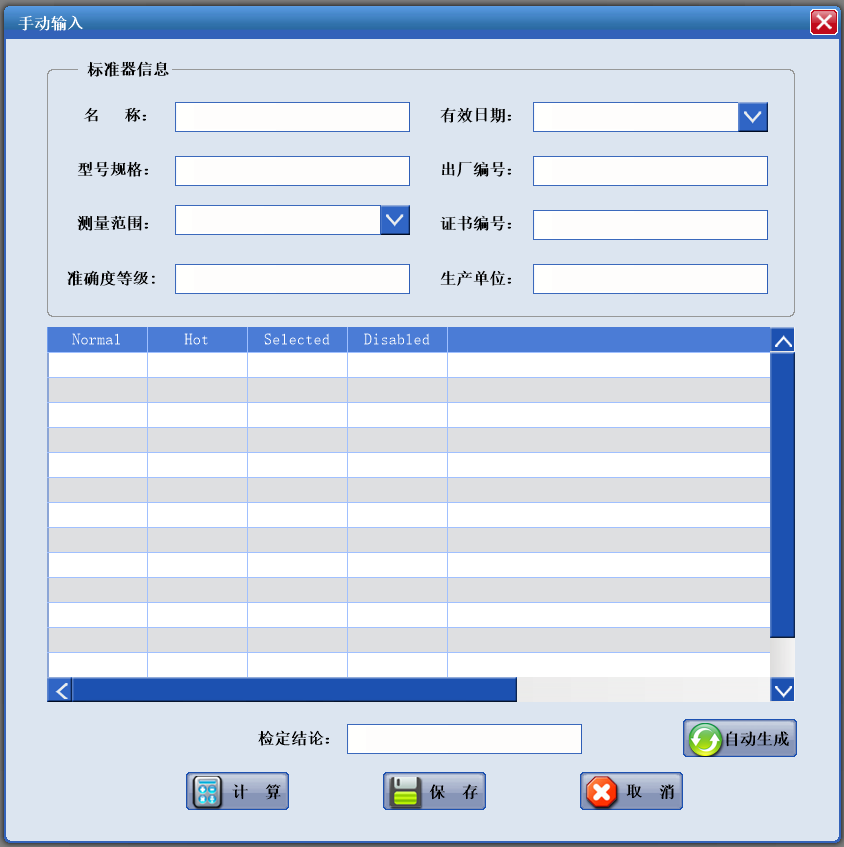 手动输入
标准器信息
名 称： 有效日期：
型号规格： 出厂编号：
测量范围： 证书编号：
准确度等级： 生产单位：
Normal Hot Selected Disabled
检定结论： 自动生成
计 算 保 存 取 消